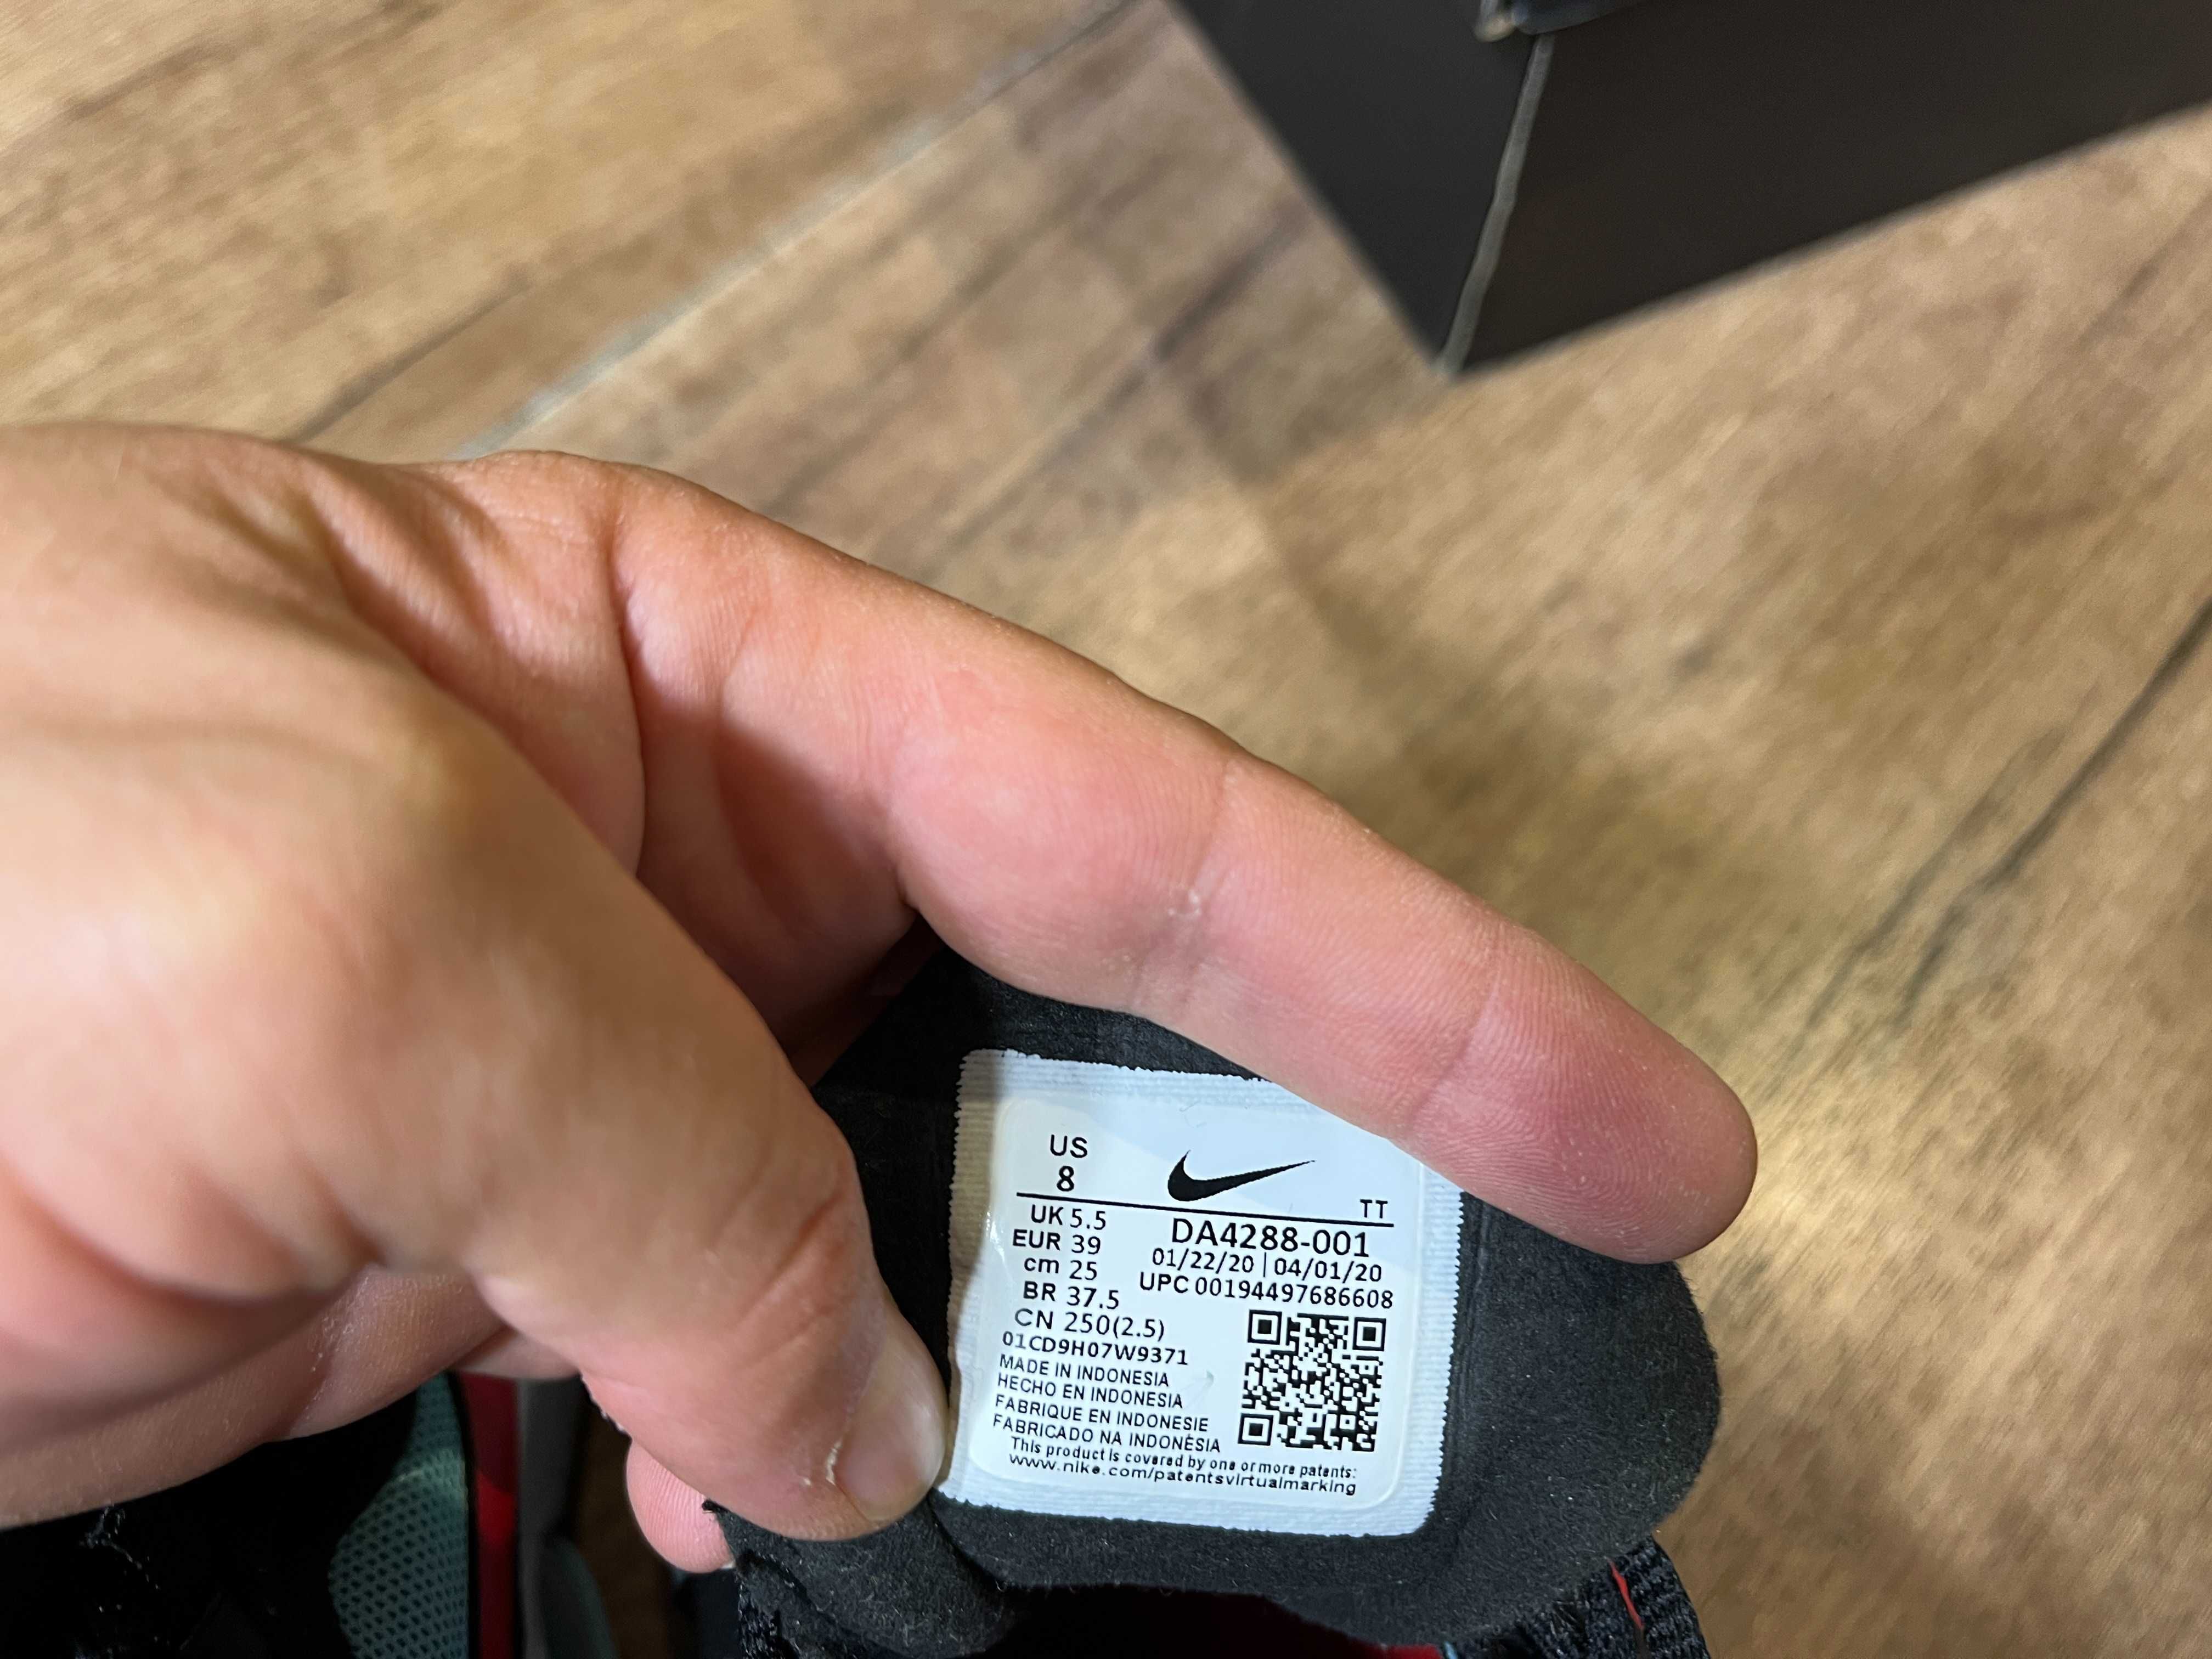 US
8
TT
UK 5.5
EUR 39
cm 25
BR 37.5
CN 250(2.5)
01CD9H07W9371
DA4288-001
01/22/20 | 04/01/20
UPC 00194497686608
MADE IN INDONESIA
HECHO EN INDONESIA
FABRIQUE EN INDONESIE
FABRICADO NA INDONÉSIA
This product is covered by one or more patents:
www.nike.com/patentsvirtualmarking